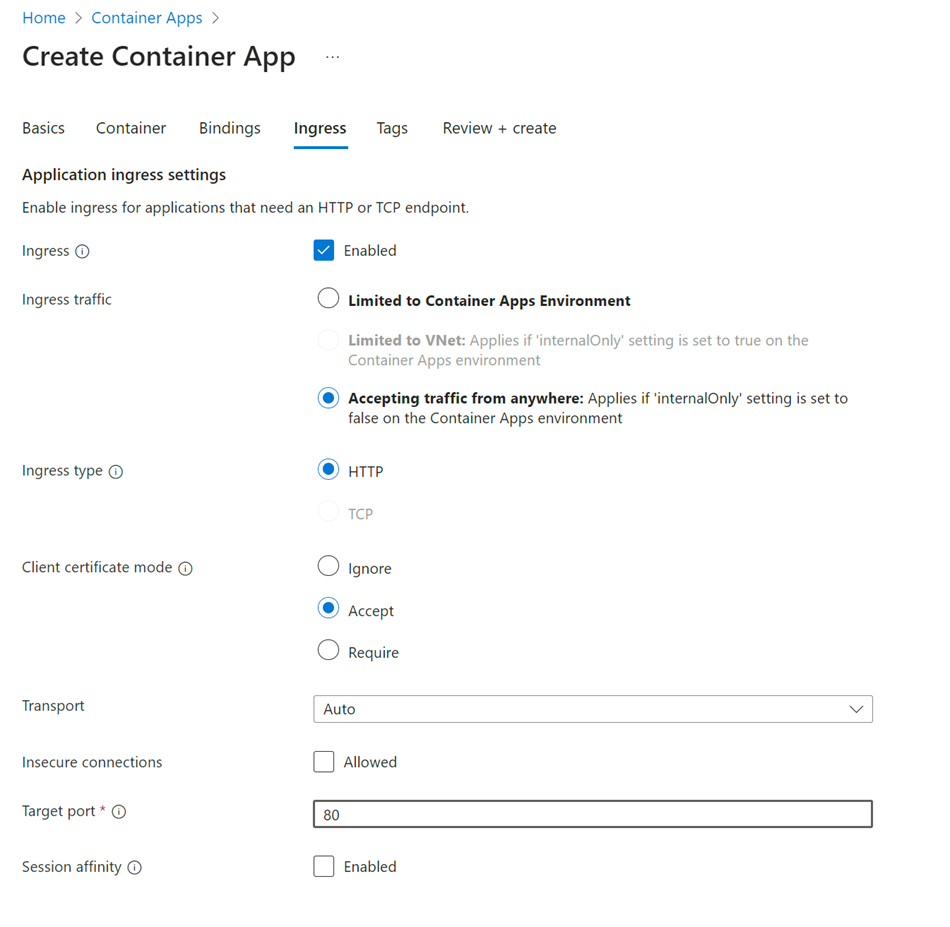 Home > Container Apps >
Create Container App ...
Basics Container Bindings Ingress Tags Review + create
Application ingress settings
Enable ingress for applications that need an HTTP or TCP endpoint.
Ingress Enabled
Ingress traffic Limited to Container Apps Environment
Limited to VNet: Applies if 'internalOnly' setting is set to true on the
Container Apps environment
Accepting traffic from anywhere: Applies if 'internalOnly' setting is set to
false on the Container Apps environment
Ingress type HTTP
TCP
Client certificate mode Ignore
Accept
Require
Transport Auto
Insecure connections Allowed
Target port * 80
Session affinity Enabled